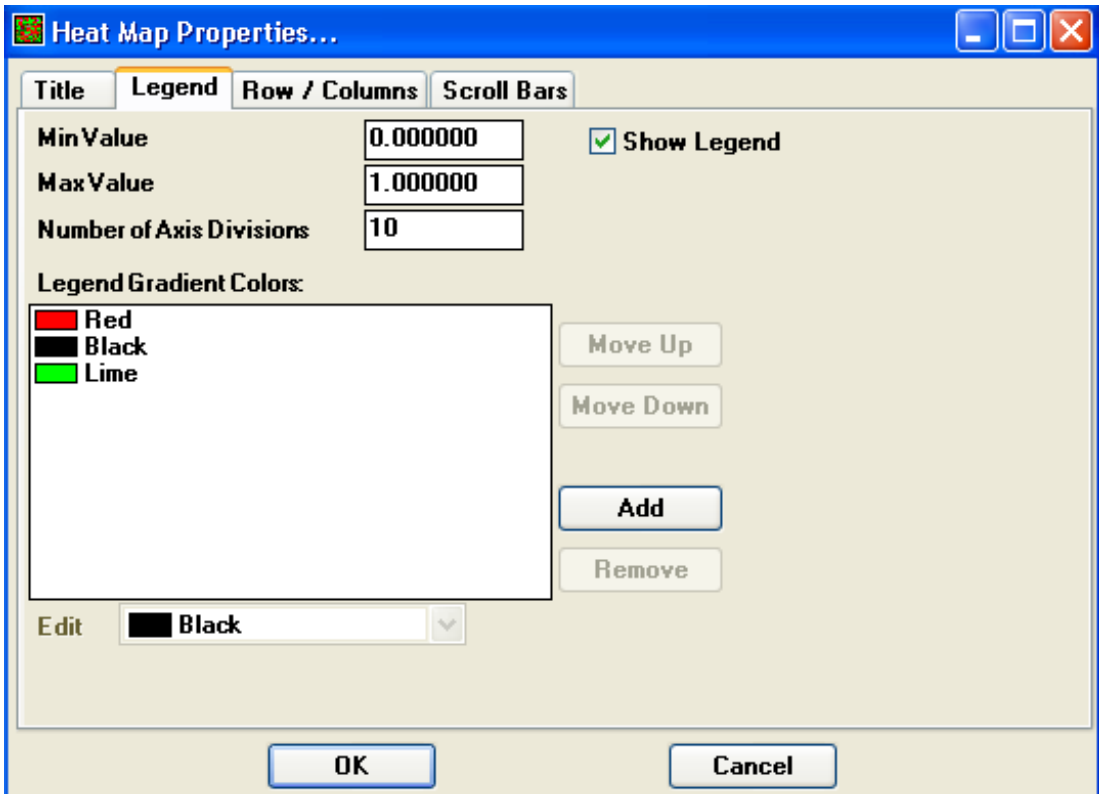 Heat Map Properties...
Title Legend Row / Columns Scroll Bars
Min Value 0.000000 Show Legend
Max Value 1.000000
Number of Axis Divisions 10
Legend Gradient Colors:
Red
Black
Lime
Move Up
Move Down
Add
Remove
Edit Black
OK Cancel